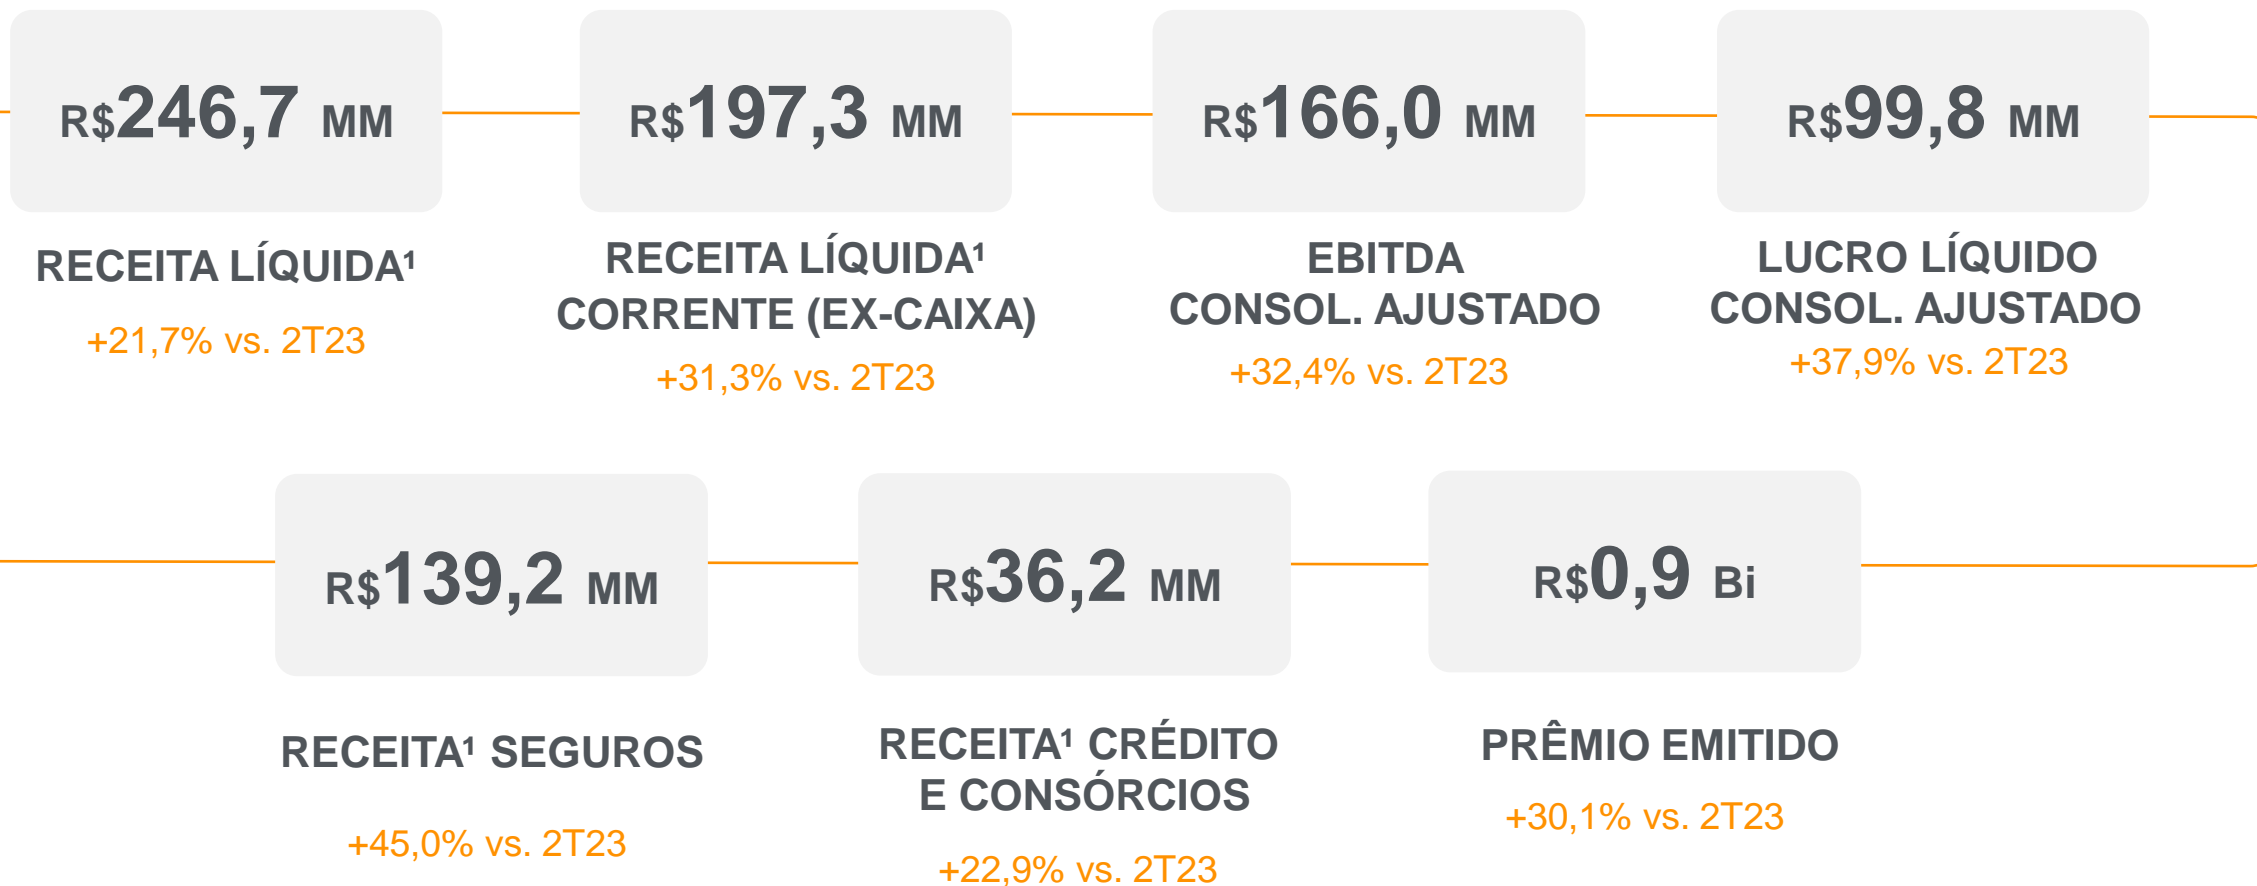 R$246,7 MM
RECEITA LÍQUIDA¹
+21,7% vs. 2T23
R$197,3 MM
RECEITA LÍQUIDA¹
CORRENTE (EX-CAIXA)
+31,3% vs. 2T23
R$166,0 MM
EBITDA
CONSOL. AJUSTADO
+32,4% vs. 2T23
R$99,8 MM
LUCRO LÍQUIDO
CONSOL. AJUSTADO
+37,9% vs. 2T23
R$139,2 MM
RECEITA¹ SEGUROS
+45,0% vs. 2T23
R$36,2 MM
RECEITA¹ CRÉDITO
E CONSÓRCIOS
+22,9% vs. 2T23
R$0,9 Bi
PRÊMIO EMITIDO
+30,1% vs. 2T23